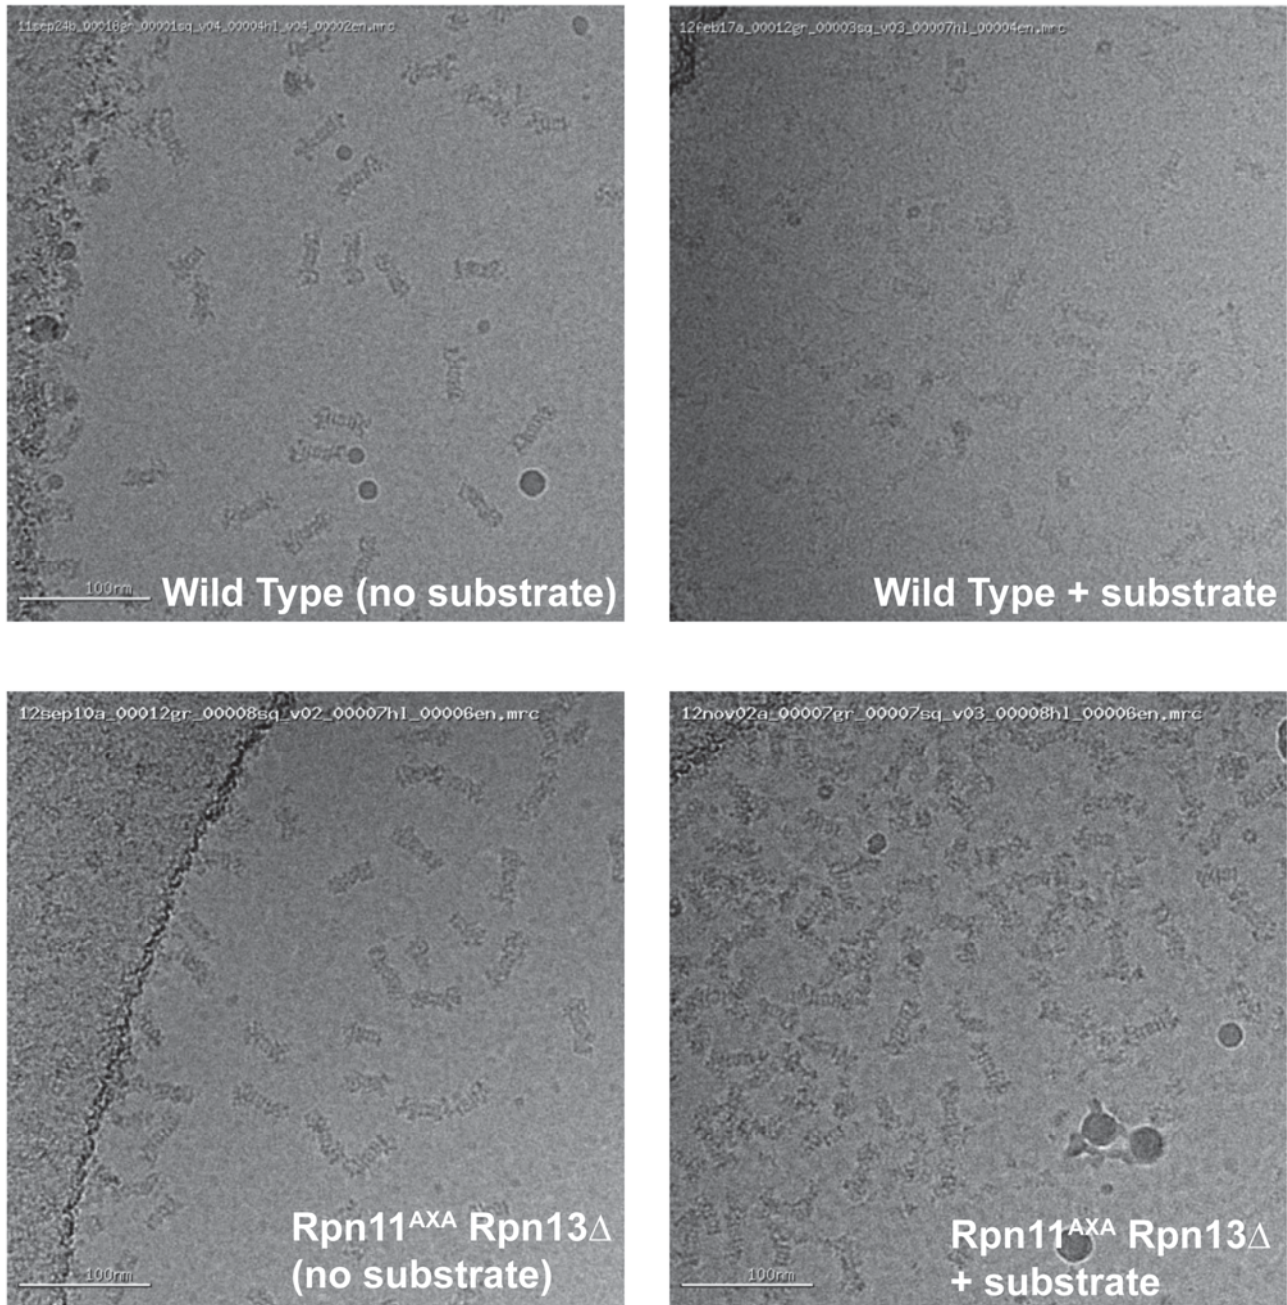 11sep24b_00018gr_00001sq_v04_00004hl_v04_00002en.mrc
100nm
Wild Type (no substrate)
12feb17a_00012gr_00003sq_v03_00007hl_00004en.mrc
Wild Type + substrate
12sep10a_00012gr_00008sq_v02_00007hl_00006en.mrc
Rpn11ᴬˣᴬ Rpn13Δ
(no substrate)
100nm
12nov02a_00007gr_00007sq_v03_00008hl_00006en.mrc
Rpn11ᴬˣᴬ Rpn13Δ
+ substrate
100nm